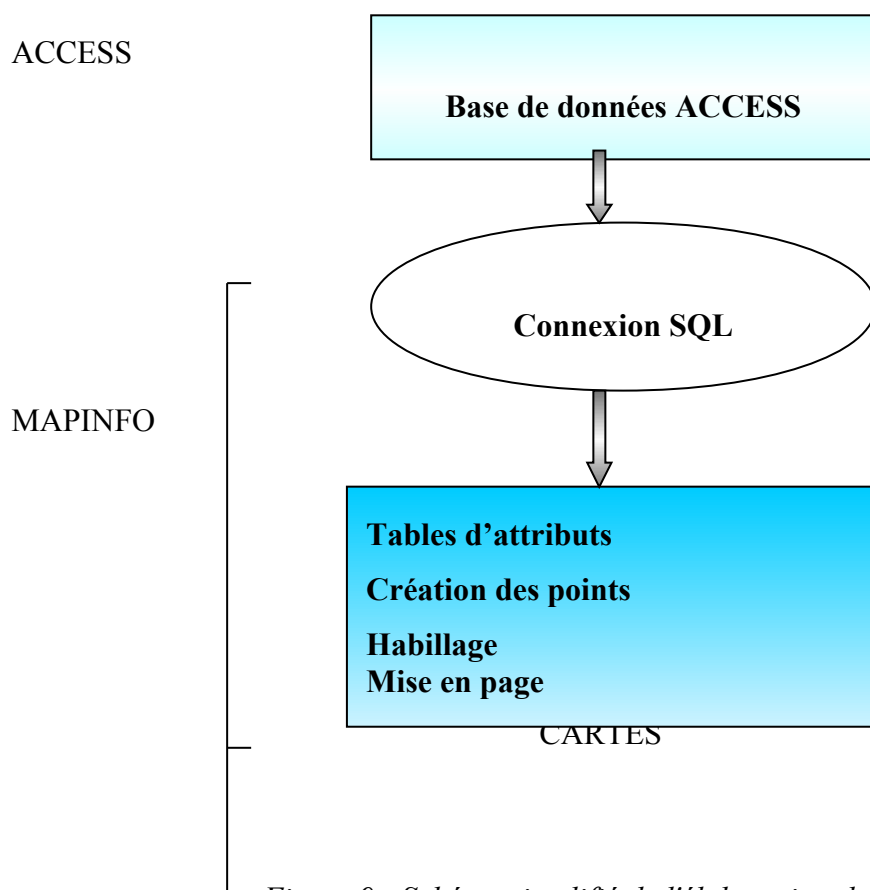 ACCESS
Base de données ACCESS
Connexion SQL
MAPINFO
Tables d’attributs
Création des points
Habillage
Mise en page
CARTES